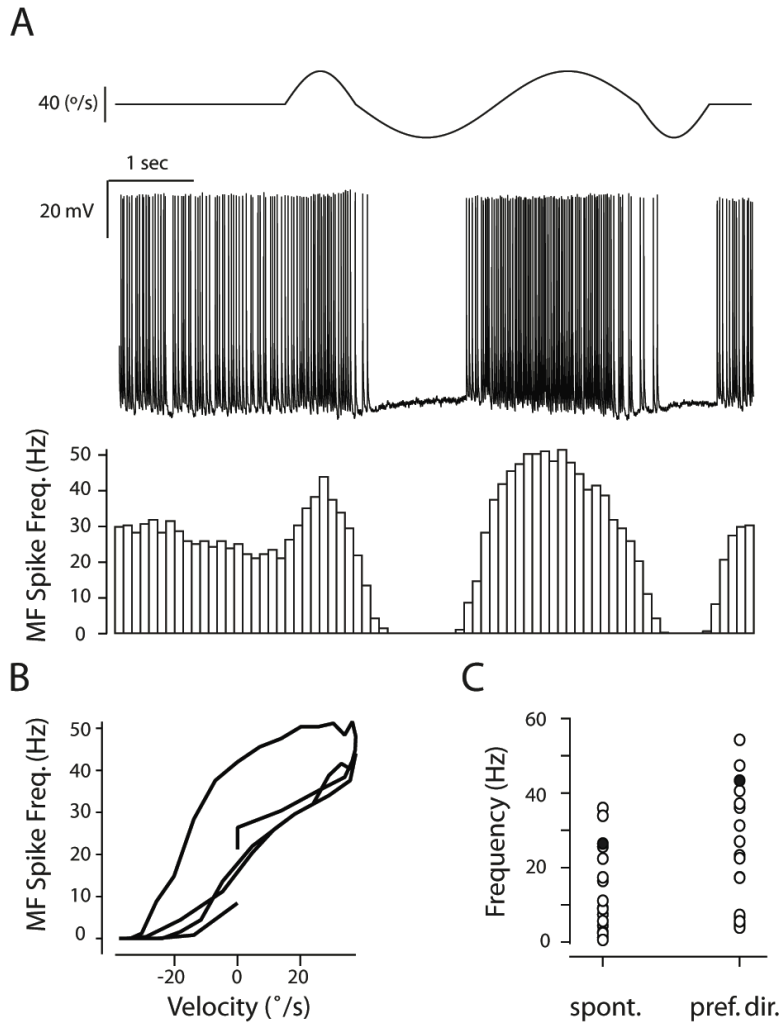 A
40 (º/s)
1 sec
20 mV
MF Spike Freq. (Hz)
50
40
30
20
10
0
B
MF Spike Freq. (Hz)
50
40
30
20
10
0
-20
0
20
Velocity (˚/s)
C
Frequency (Hz)
60
40
20
0
spont.
pref. dir.